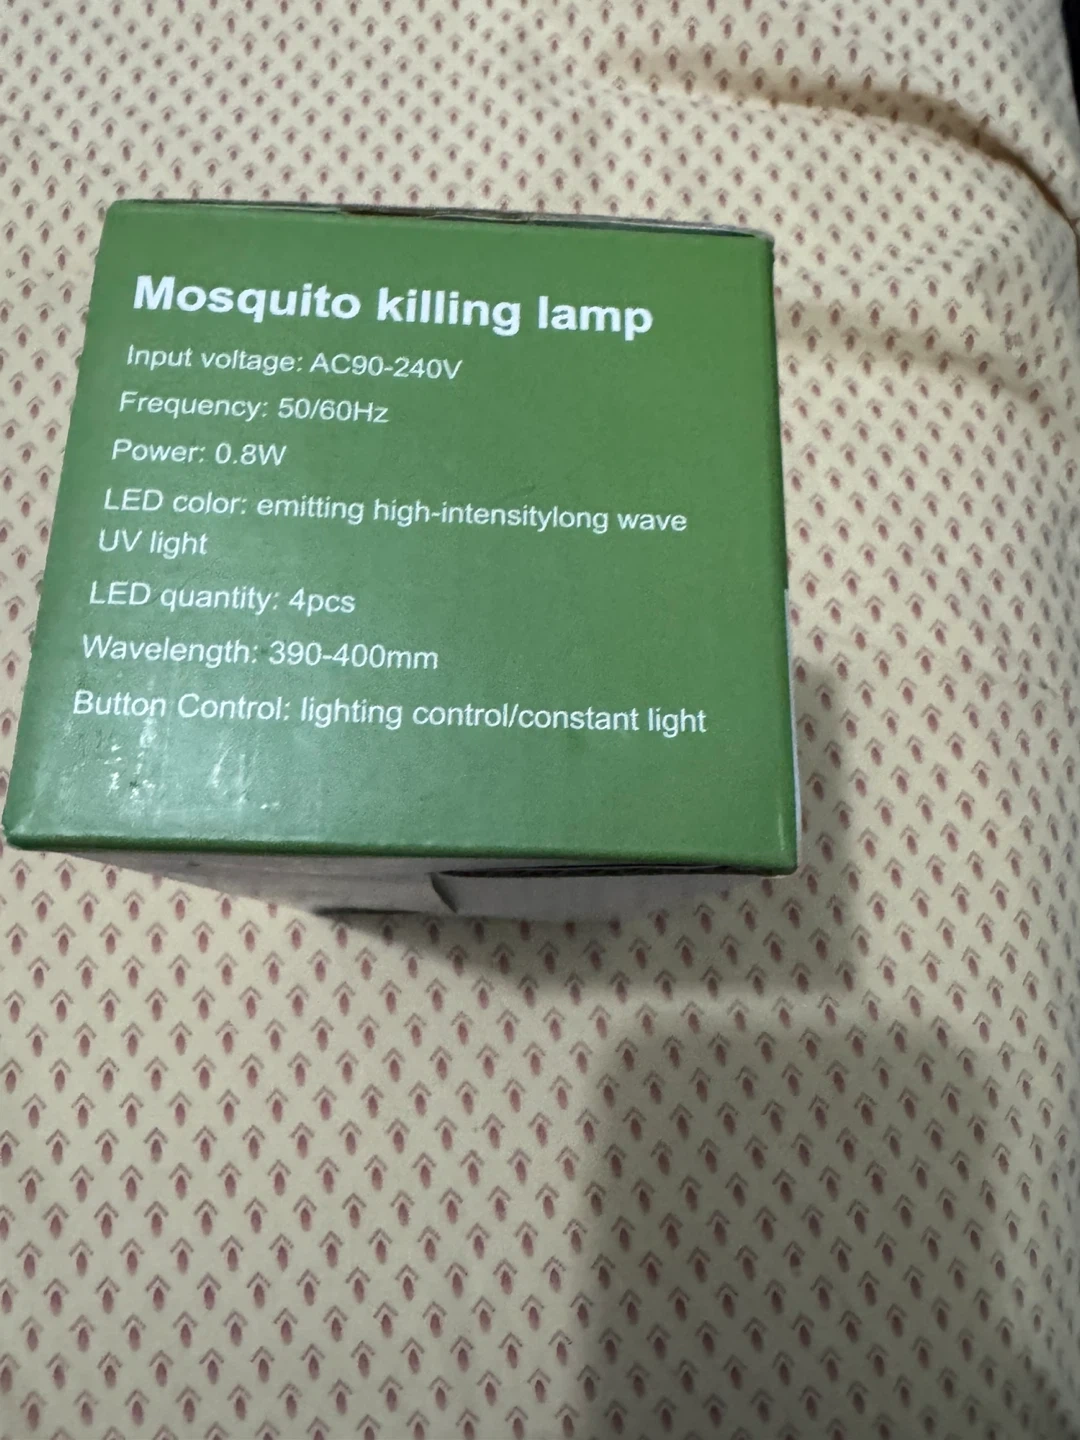 Mosquito killing lamp
Input voltage: AC90-240V
Frequency: 50/60Hz
Power: 0.8W
LED color: emitting high-intensitylong wave
UV light
LED quantity: 4pcs
Wavelength: 390-400mm
Button Control: lighting control/constant light